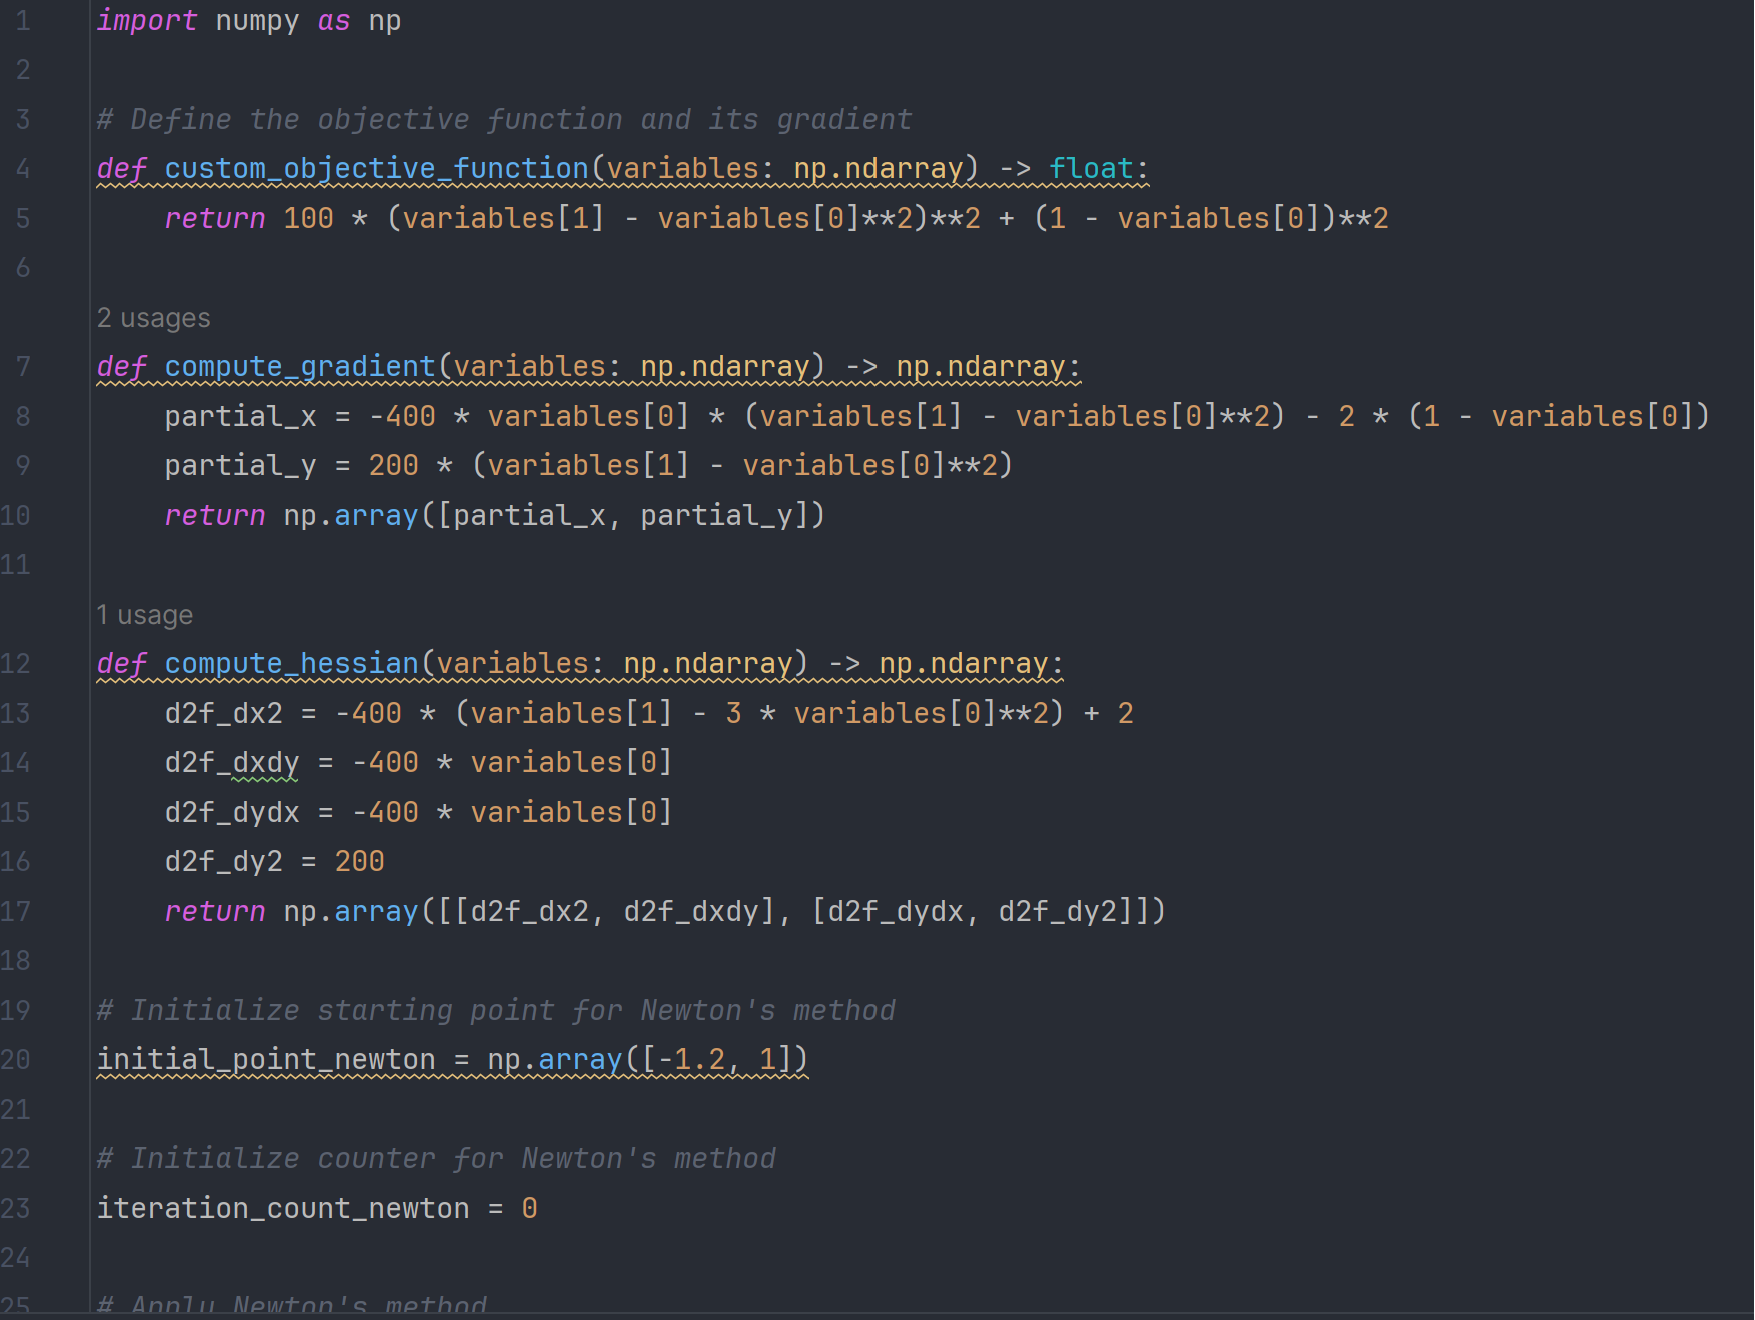 1 import numpy as np
2
3 # Define the objective function and its gradient
4 def custom_objective_function(variables: np.ndarray) -> float:
5     return 100 * (variables[1] - variables[0]**2)**2 + (1 - variables[0])**2
6
2 usages
7 def compute_gradient(variables: np.ndarray) -> np.ndarray:
8     partial_x = -400 * variables[0] * (variables[1] - variables[0]**2) - 2 * (1 - variables[0])
9     partial_y = 200 * (variables[1] - variables[0]**2)
10     return np.array([partial_x, partial_y])
11
1 usage
12 def compute_hessian(variables: np.ndarray) -> np.ndarray:
13     d2f_dx2 = -400 * (variables[1] - 3 * variables[0]**2) + 2
14     d2f_dxdy = -400 * variables[0]
15     d2f_dydx = -400 * variables[0]
16     d2f_dy2 = 200
17     return np.array([[d2f_dx2, d2f_dxdy], [d2f_dydx, d2f_dy2]])
18
19 # Initialize starting point for Newton's method
20 initial_point_newton = np.array([-1.2, 1])
21
22 # Initialize counter for Newton's method
23 iteration_count_newton = 0
24
25 # Apply Newton's method